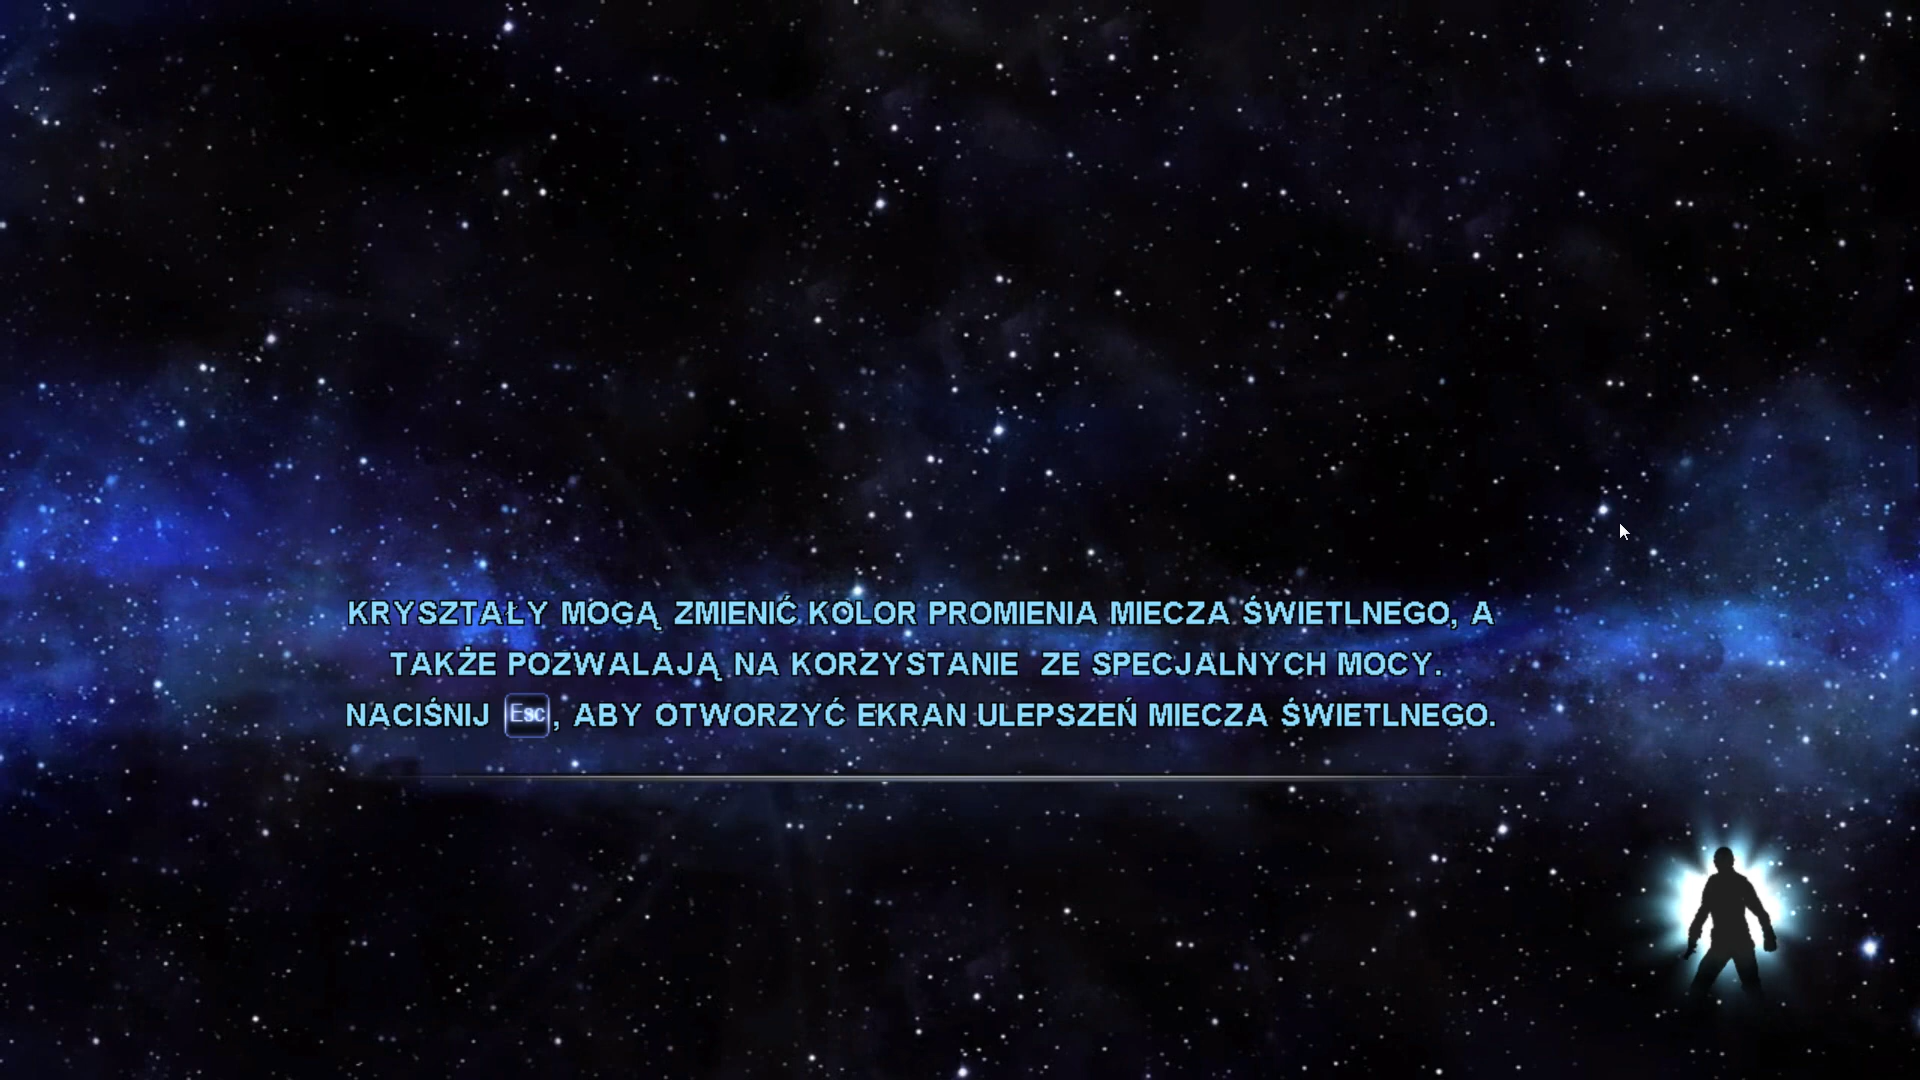 KRYSZTAŁY MOGĄ ZMIENIĆ KOLOR PROMIENIA MIECZA ŚWIETLNEGO, A
TAKŻE POZWALAJĄ NA KORZYSTANIE ZE SPECJALNYCH MOCY.
NACIŚNIJ Esc, ABY OTWORZYĆ EKRAN ULEPSZEŃ MIECZA ŚWIETLNEGO.